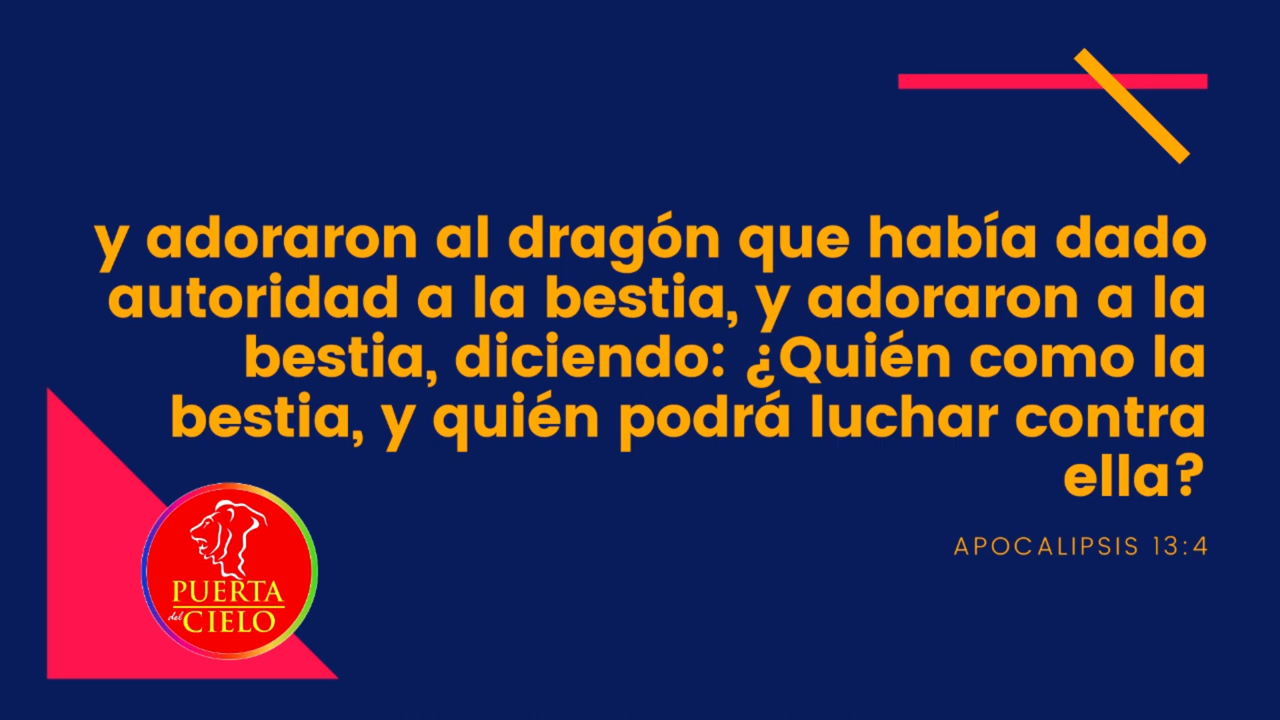 y adoraron al dragón que había dado
autoridad a la bestia, y adoraron a la
bestia, diciendo: ¿Quién como la
bestia, y quién podrá luchar contra
ella?
APOCALIPSIS 13:4
PUERTA
del CIELO